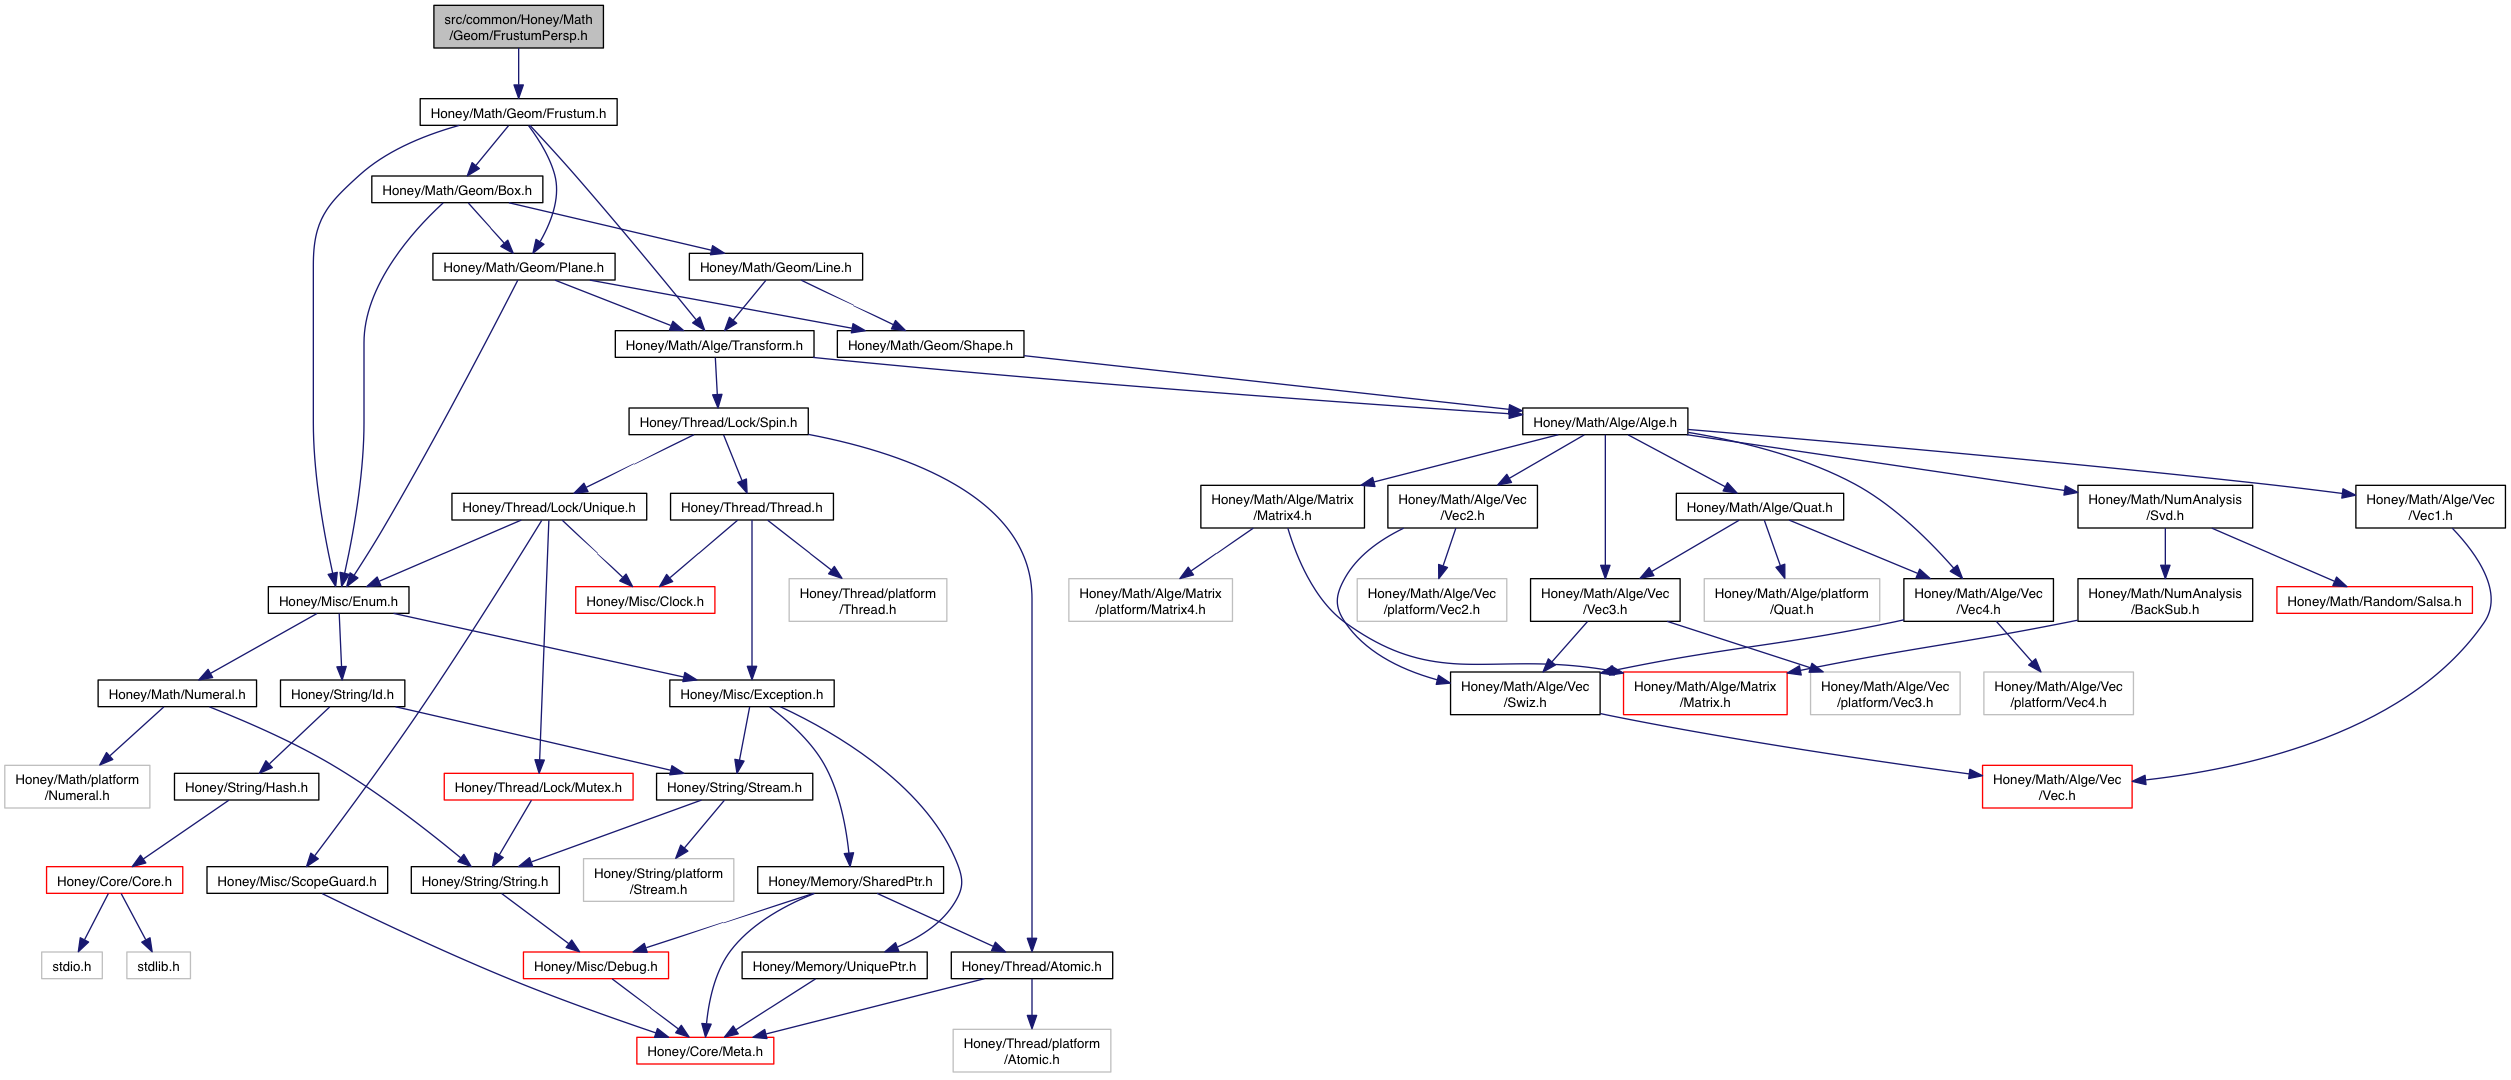 src/common/Honey/Math
/Geom/FrustumPersp.h
Honey/Math/Geom/Frustum.h
Honey/Math/Geom/Box.h
Honey/Math/Geom/Plane.h
Honey/Math/Geom/Line.h
Honey/Math/Alge/Transform.h
Honey/Math/Geom/Shape.h
Honey/Thread/Lock/Spin.h
Honey/Math/Alge/Alge.h
Honey/Thread/Lock/Unique.h
Honey/Thread/Thread.h
Honey/Math/Alge/Matrix
/Matrix4.h
Honey/Math/Alge/Vec
/Vec2.h
Honey/Math/Alge/Quat.h
Honey/Math/NumAnalysis
/Svd.h
Honey/Math/Alge/Vec
/Vec1.h
Honey/Misc/Enum.h
Honey/Misc/Clock.h
Honey/Thread/platform
/Thread.h
Honey/Math/Alge/Matrix
/platform/Matrix4.h
Honey/Math/Alge/Vec
/platform/Vec2.h
Honey/Math/Alge/Vec
/Vec3.h
Honey/Math/Alge/platform
/Quat.h
Honey/Math/Alge/Vec
/Vec4.h
Honey/Math/NumAnalysis
/BackSub.h
Honey/Math/Random/Salsa.h
Honey/Math/Numeral.h
Honey/String/Id.h
Honey/Misc/Exception.h
Honey/Math/Alge/Vec
/Swiz.h
Honey/Math/Alge/Matrix
/Matrix.h
Honey/Math/Alge/Vec
/platform/Vec3.h
Honey/Math/Alge/Vec
/platform/Vec4.h
Honey/Math/platform
/Numeral.h
Honey/String/Hash.h
Honey/Thread/Lock/Mutex.h
Honey/String/Stream.h
Honey/Math/Alge/Vec
/Vec.h
Honey/Core/Core.h
Honey/Misc/ScopeGuard.h
Honey/String/String.h
Honey/String/platform
/Stream.h
Honey/Memory/SharedPtr.h
stdio.h
stdlib.h
Honey/Misc/Debug.h
Honey/Memory/UniquePtr.h
Honey/Thread/Atomic.h
Honey/Core/Meta.h
Honey/Thread/platform
/Atomic.h